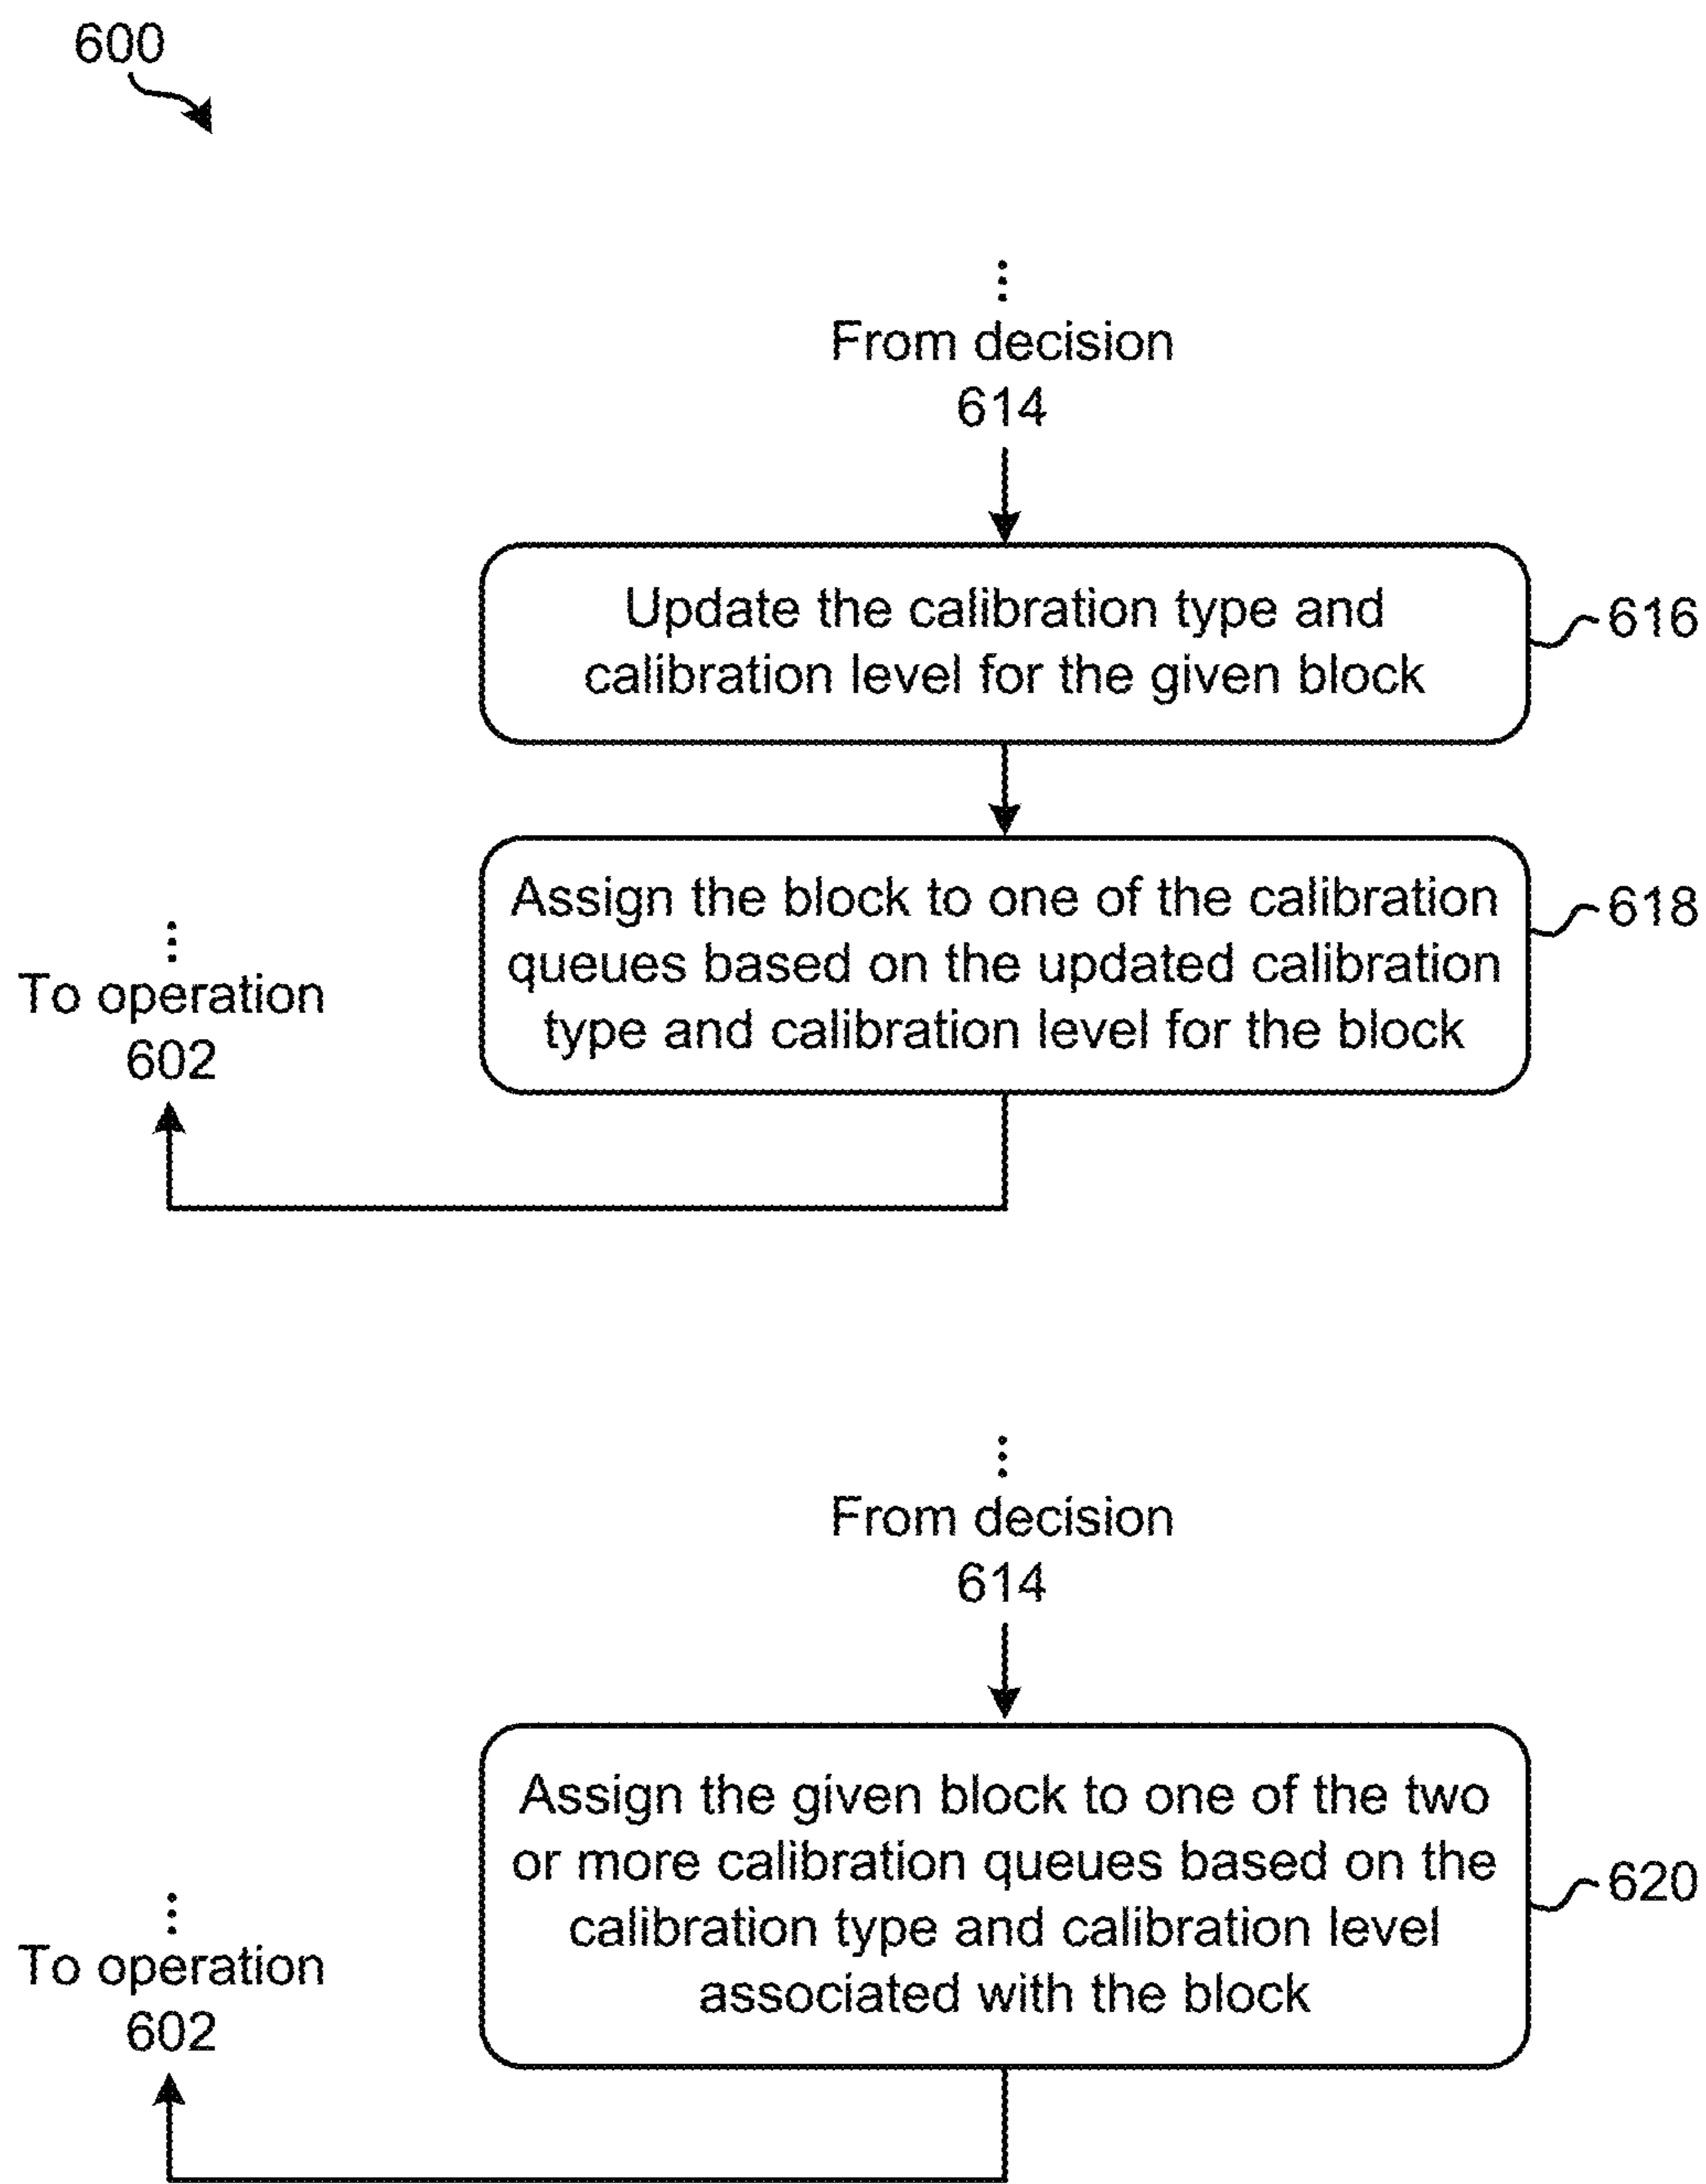 600
From decision
614
Update the calibration type and
calibration level for the given block
616
Assign the block to one of the calibration
queues based on the updated calibration
type and calibration level for the block
618
To operation
602
From decision
614
Assign the given block to one of the two
or more calibration queues based on the
calibration type and calibration level
associated with the block
620
To operation
602